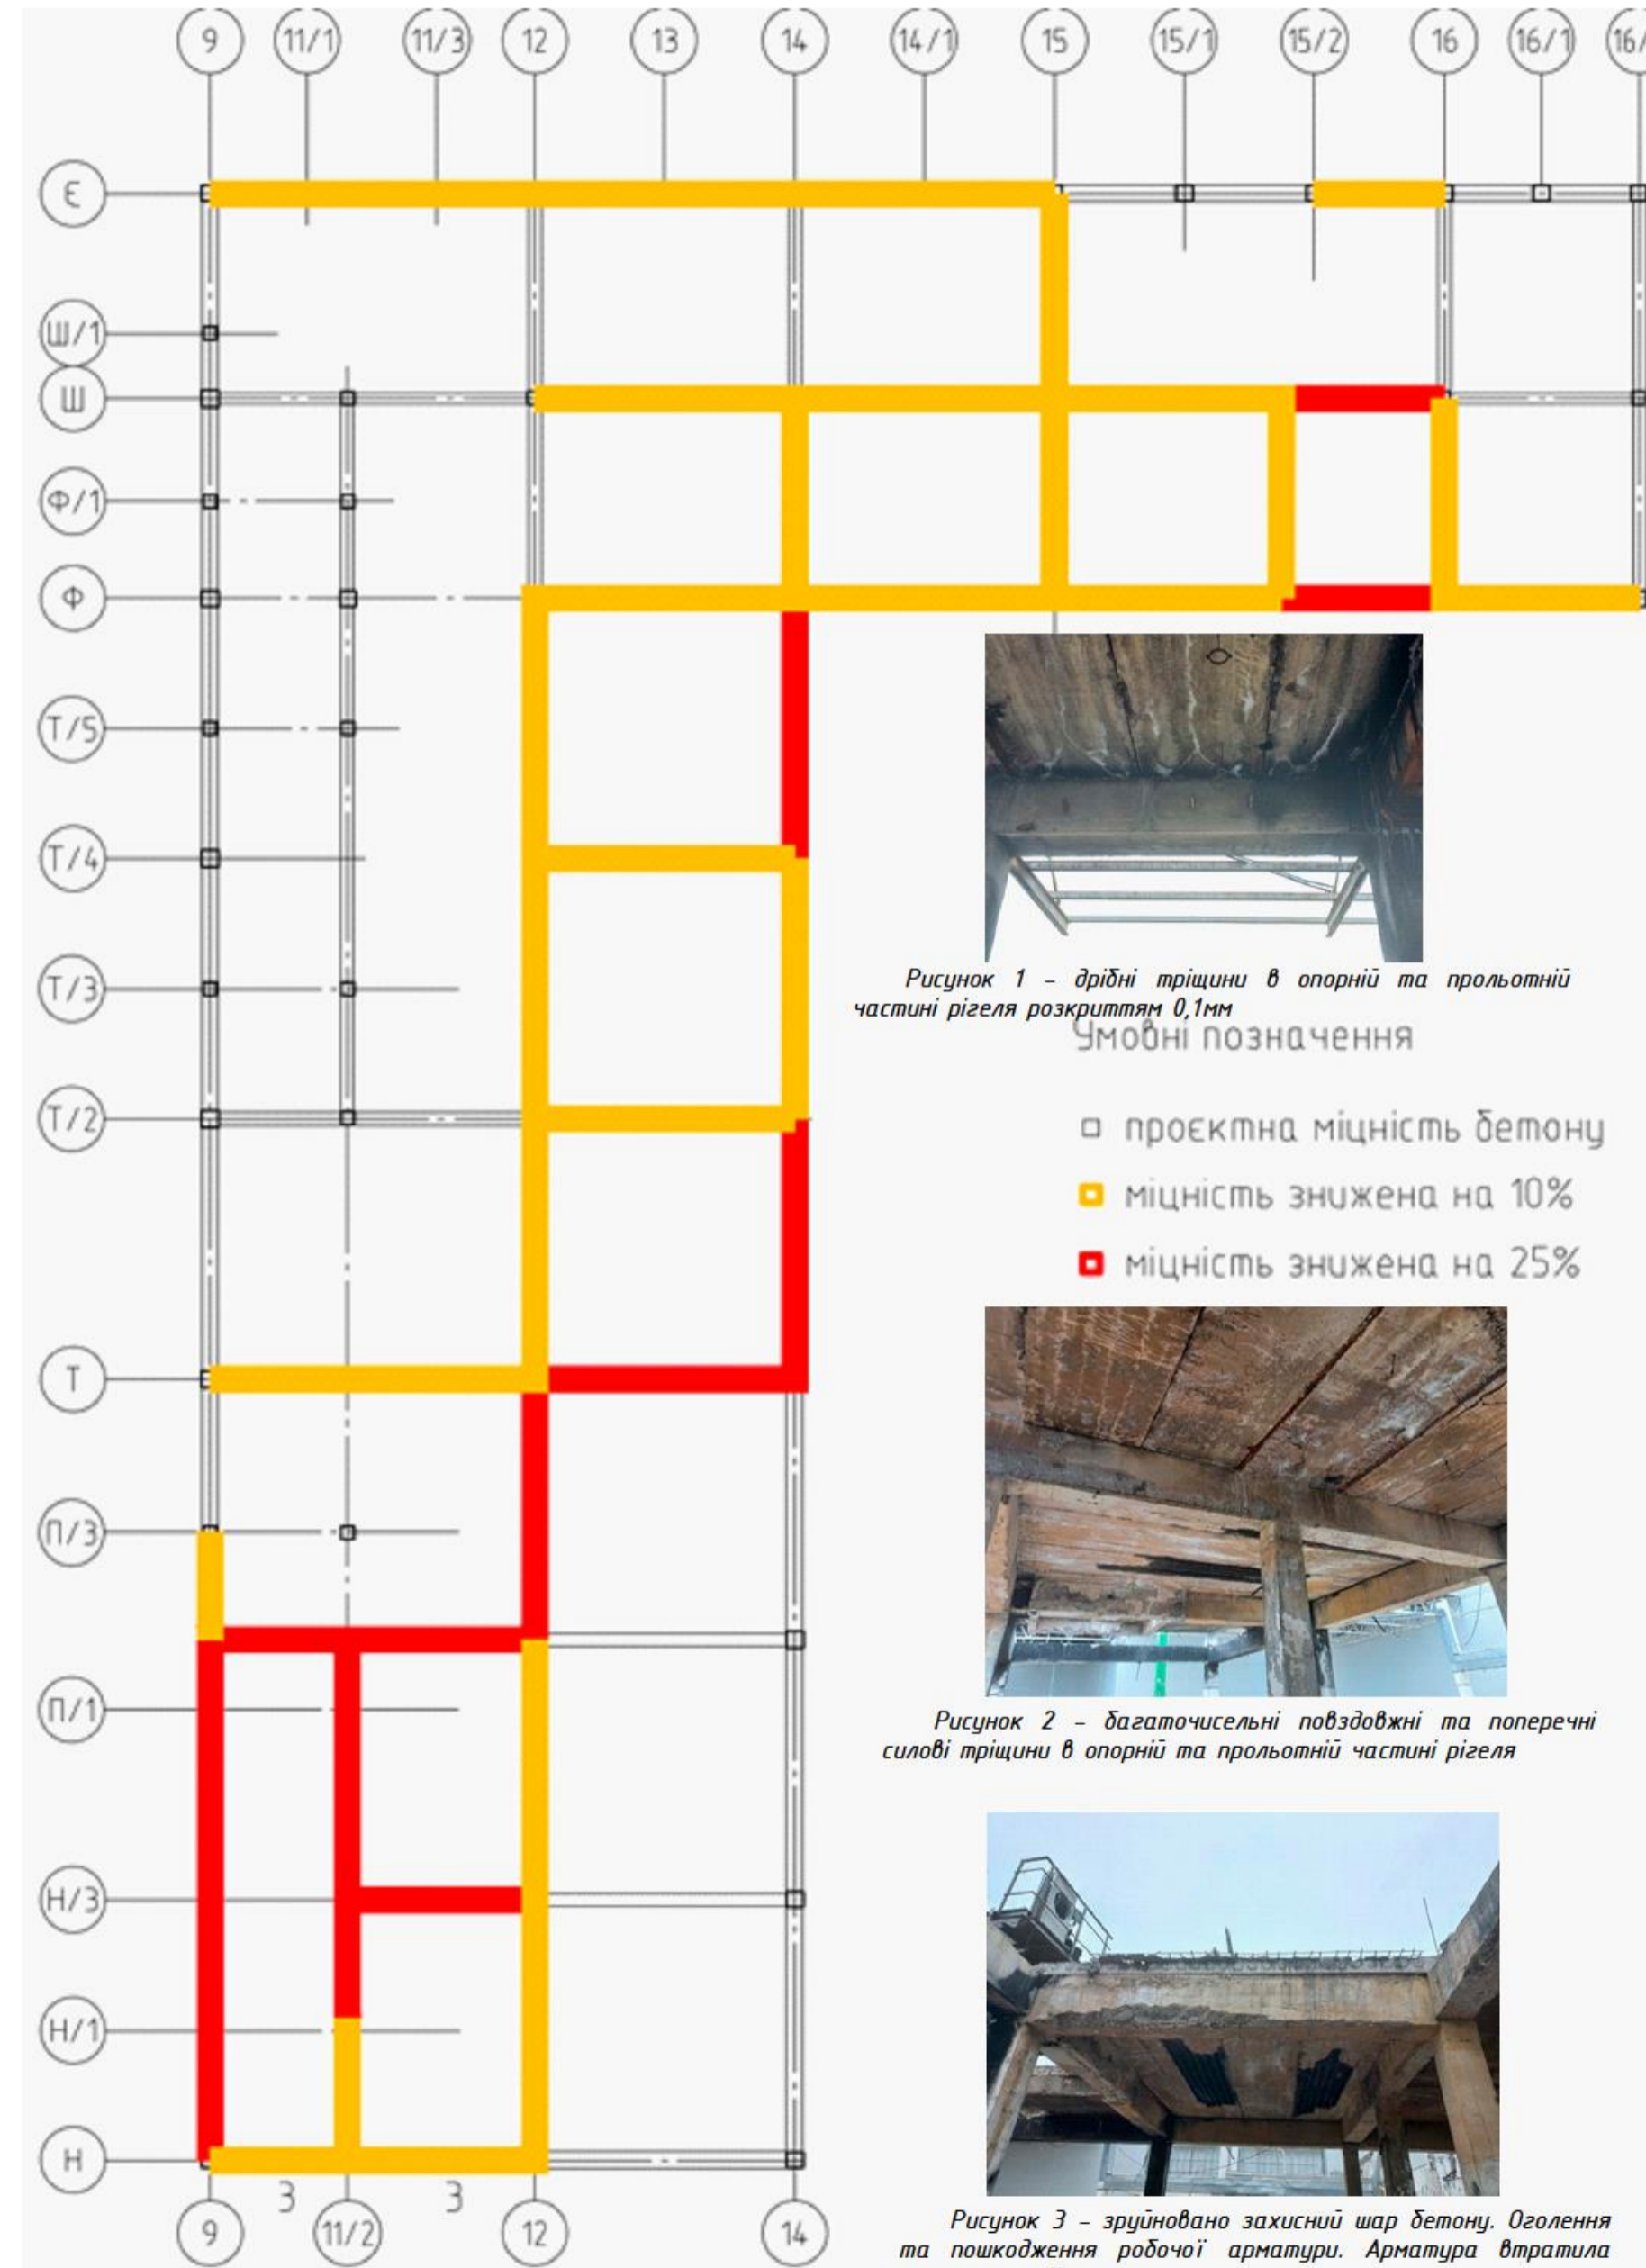 9 11/1 11/3 12 13 14 14/1 15 15/1 15/2 16 16/1 16/
Є
Ш/1
Ш
Ф/1
Ф
Т/5
Т/4
Т/3
Рисунок 1 – дрібні тріщини в опорній та прольотній
частині рігеля розкриттям 0,1мм
Умовні позначення
Т/2
проєктна міцність бетону
міцність знижена на 10%
міцність знижена на 25%
Т
П/3
П/1
Рисунок 2 – багаточисельні повздовжні та поперечні
силові тріщини в опорній та прольотній частині рігеля
Н/3
Н/1
Н
3 3
9 11/2 12 14
Рисунок 3 – зруйновано захисний шар бетону. Оголення
та пошкодження робочої арматури. Арматура втратила